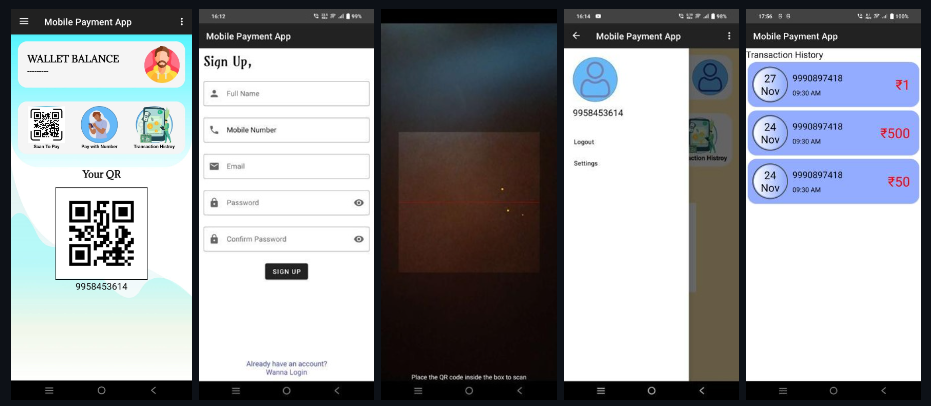 Mobile Payment App
WALLET BALANCE
Scan To Pay
Pay with Number
Transaction Histroy
Your QR
9958453614
16:12
99%
Mobile Payment App
Sign Up,
Full Name
Mobile Number
Email
Password
Confirm Password
SIGN UP
Already have an account?
Wanna Login
Place the QR code inside the box to scan
16:14
98%
Mobile Payment App
9958453614
Logout
Settings
action Histroy
17:56
100%
Mobile Payment App
Transaction History
27
Nov
9990897418
09:30 AM
₹1
24
Nov
9990897418
09:30 AM
₹500
24
Nov
9990897418
09:30 AM
₹50